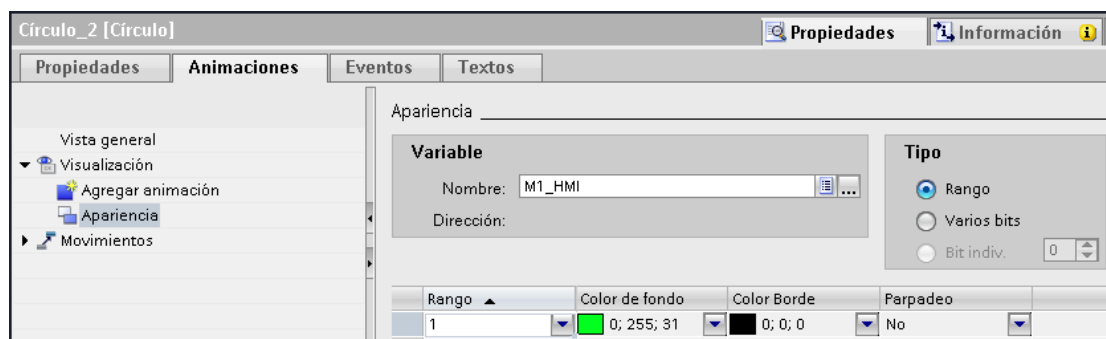 Círculo_2 [Círculo]
Propiedades
Información
Propiedades
Animaciones
Eventos
Textos
Vista general
Visualización
Agregar animación
Apariencia
Movimientos
Apariencia
Variable
Nombre: M1_HMI
...
Dirección:
Tipo
Rango
Varios bits
Bit indiv. 0
Rango Color de fondo Color Borde Parpadeo
1 0; 255; 31 0; 0; 0 No